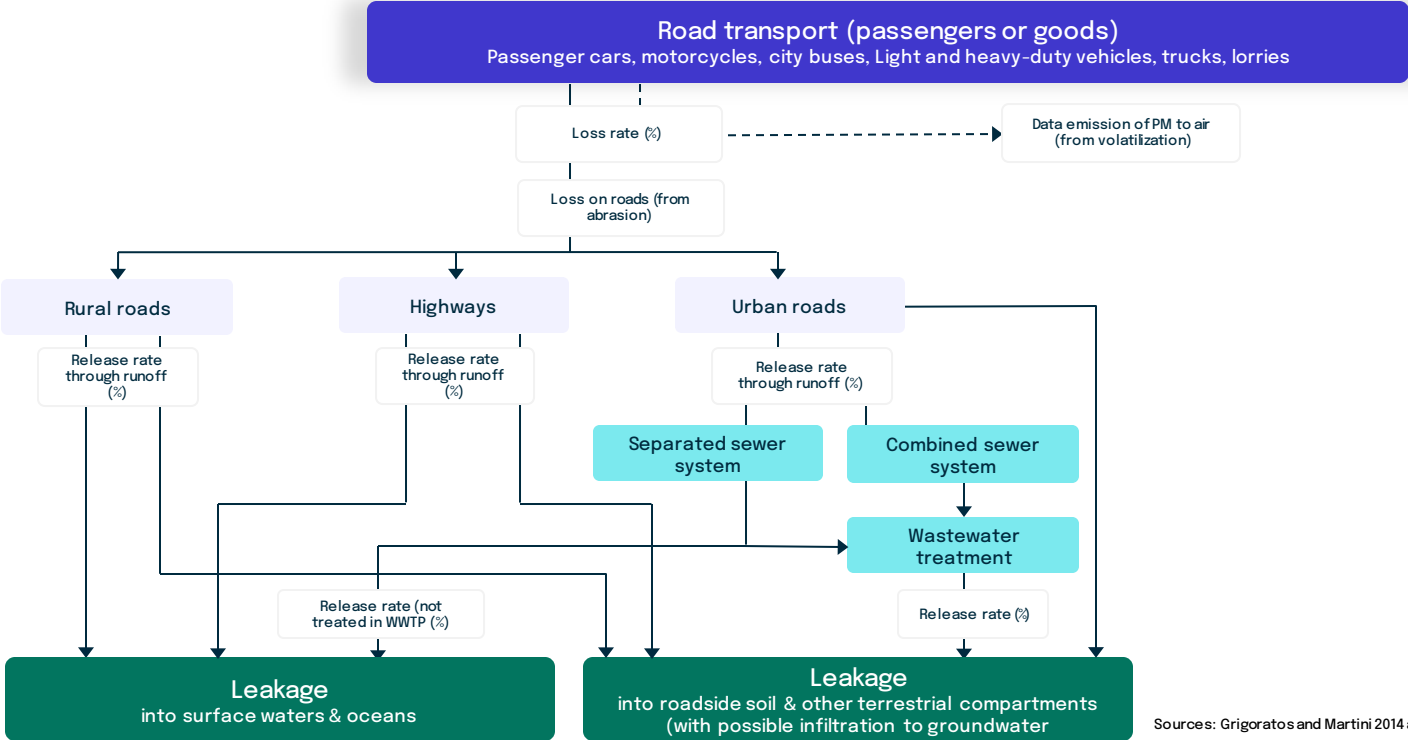 Road transport (passengers or goods)
Passenger cars, motorcycles, city buses, Light and heavy-duty vehicles, trucks, lorries
Loss rate (%)
Data emission of PM to air
(from volatilization)
Loss on roads (from
abrasion)
Rural roads
Highways
Urban roads
Release rate
through runoff
(%)
Release rate
through runoff
(%)
Release rate
through runoff (%)
Separated sewer
system
Combined sewer
system
Wastewater
treatment
Release rate (not
treated in WWTP (%)
Release rate (%)
Leakage
into surface waters & oceans
Leakage
into roadside soil & other terrestrial compartments
(with possible infiltration to groundwater
Sources: Grigoratos and Martini 2014